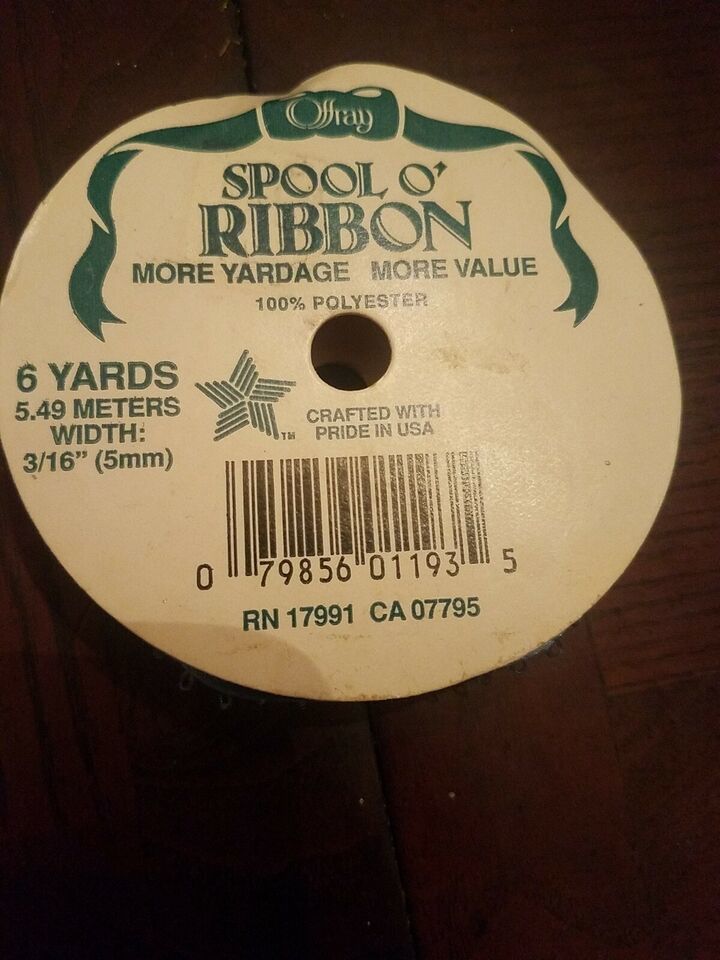 Offray
SPOOL O'
RIBBON
MORE YARDAGE MORE VALUE
100% POLYESTER
6 YARDS
5.49 METERS
WIDTH:
3/16" (5mm)
TM
CRAFTED WITH
PRIDE IN USA
0 79856 01193 5
RN 17991 CA 07795